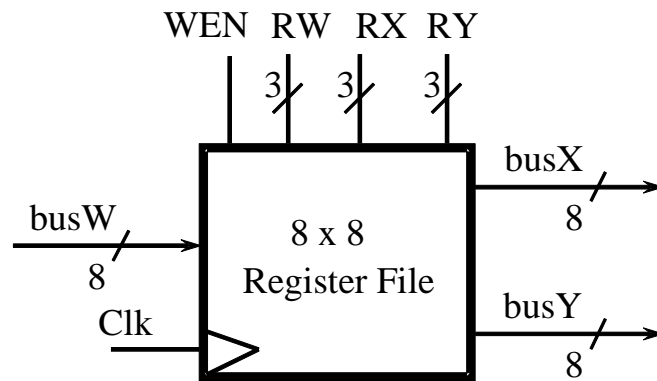 WEN RW RX RY
3 3 3
busX
8
busW
8
8 x 8
Register File
Clk
busY
8